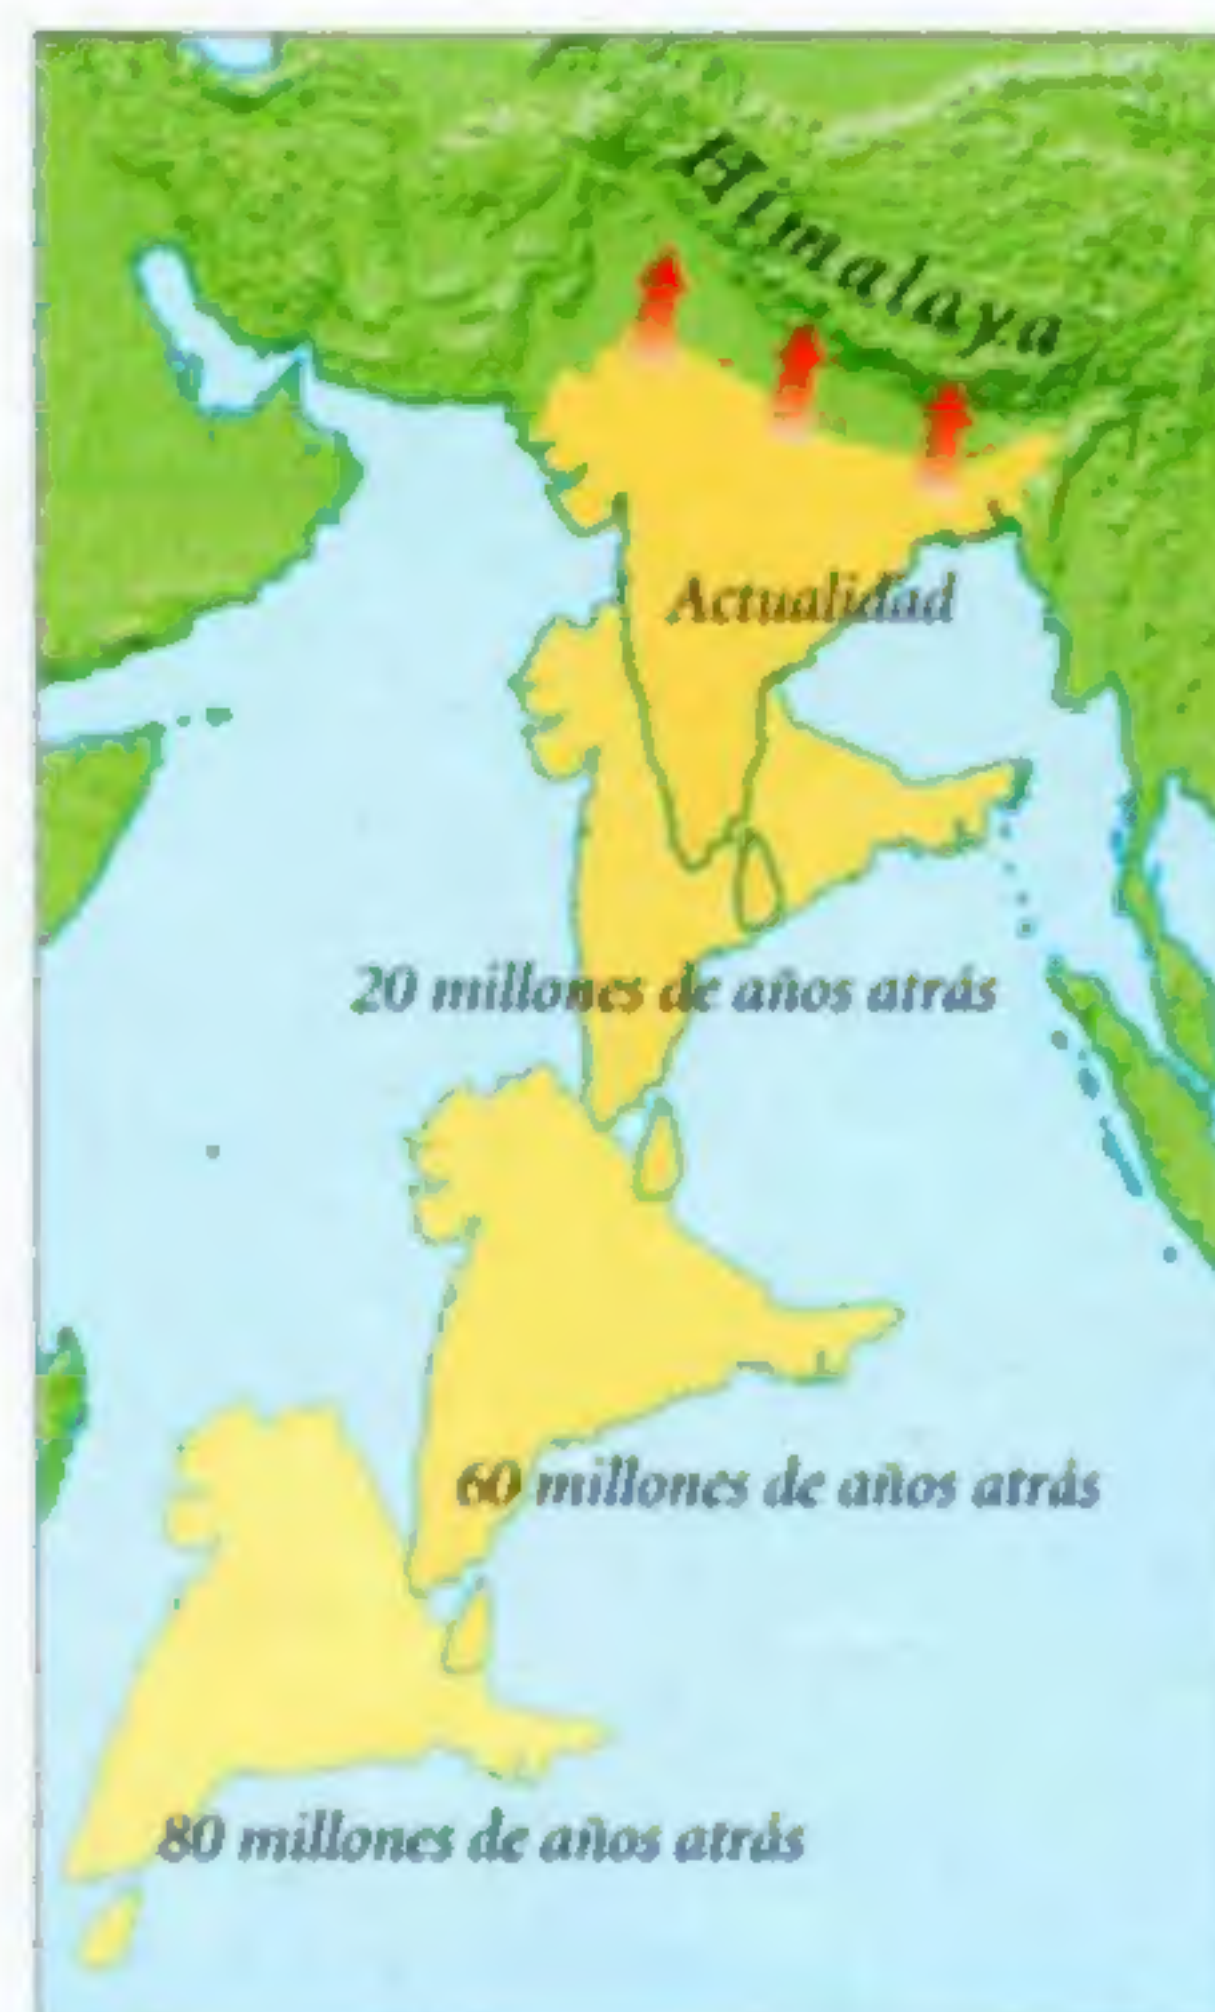 Himalaya
Actualidad
20 millones de años atrás
60 millones de años atrás
80 millones de años atrás